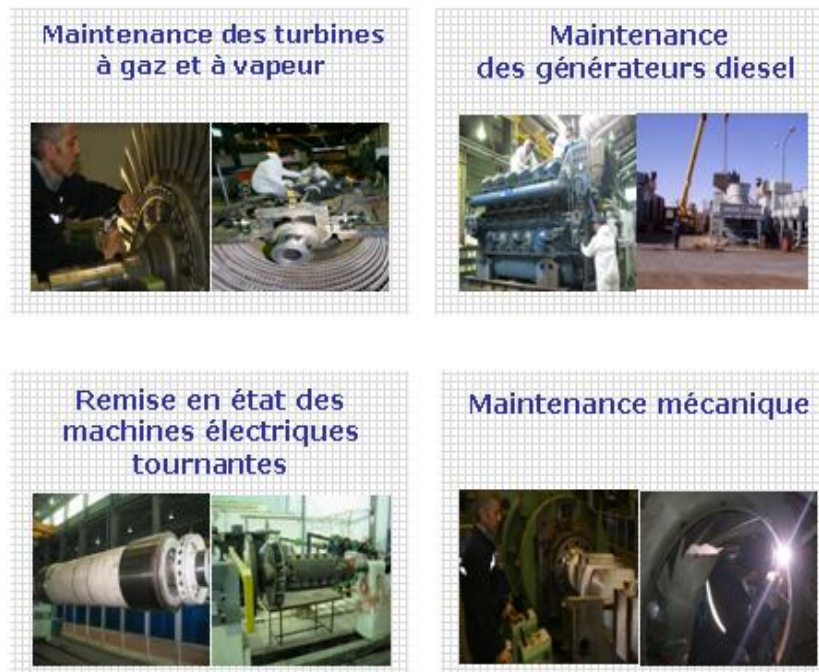 Maintenance des turbines
à gaz et à vapeur
Maintenance
des générateurs diesel
Remise en état des
machines électriques
tournantes
Maintenance mécanique